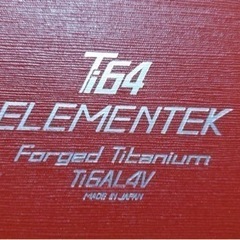 Ti64
ELEMENTEK
Forged Titanium
Ti6AL4V
MADE IN JAPAN